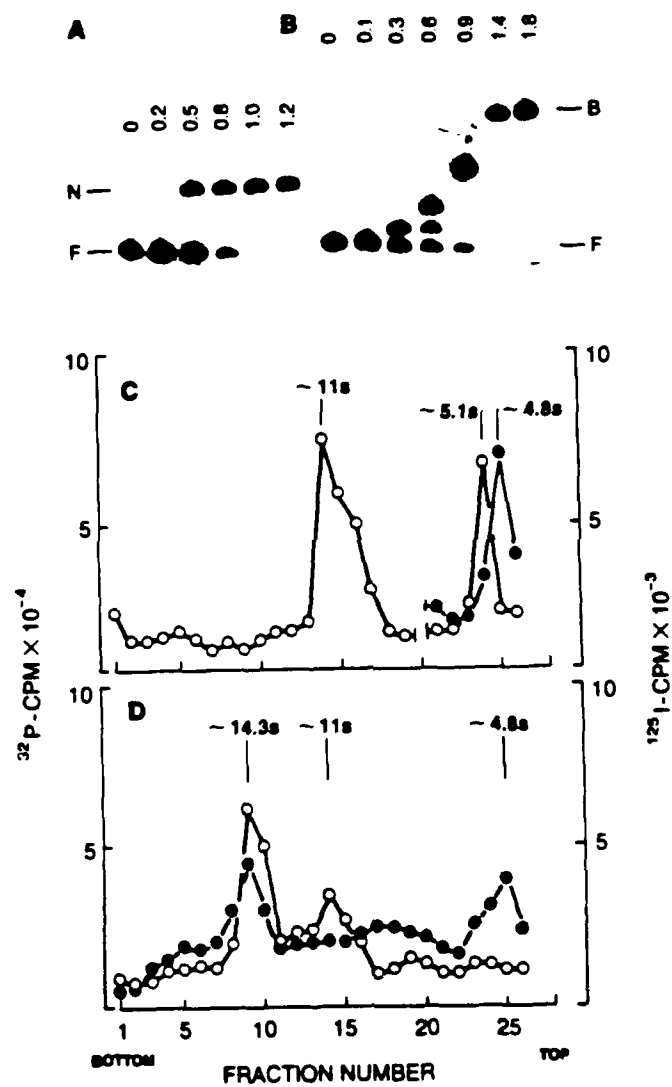 A
B
0 0.1 0.3 0.6 0.9 1.4 1.8
0 0.2 0.5 0.8 1.0 1.2
N
F
B
F
10
5
C
~ 11s
~ 5.1s
~ 4.8s
10
5
³²P-CPM × 10⁻⁴
¹²⁵I-CPM × 10⁻³
10
5
D
~ 14.3s
~ 11s
~ 4.8s
10
5
0
0
1 5 10 15 20 25
BOTTOM
TOP
FRACTION NUMBER